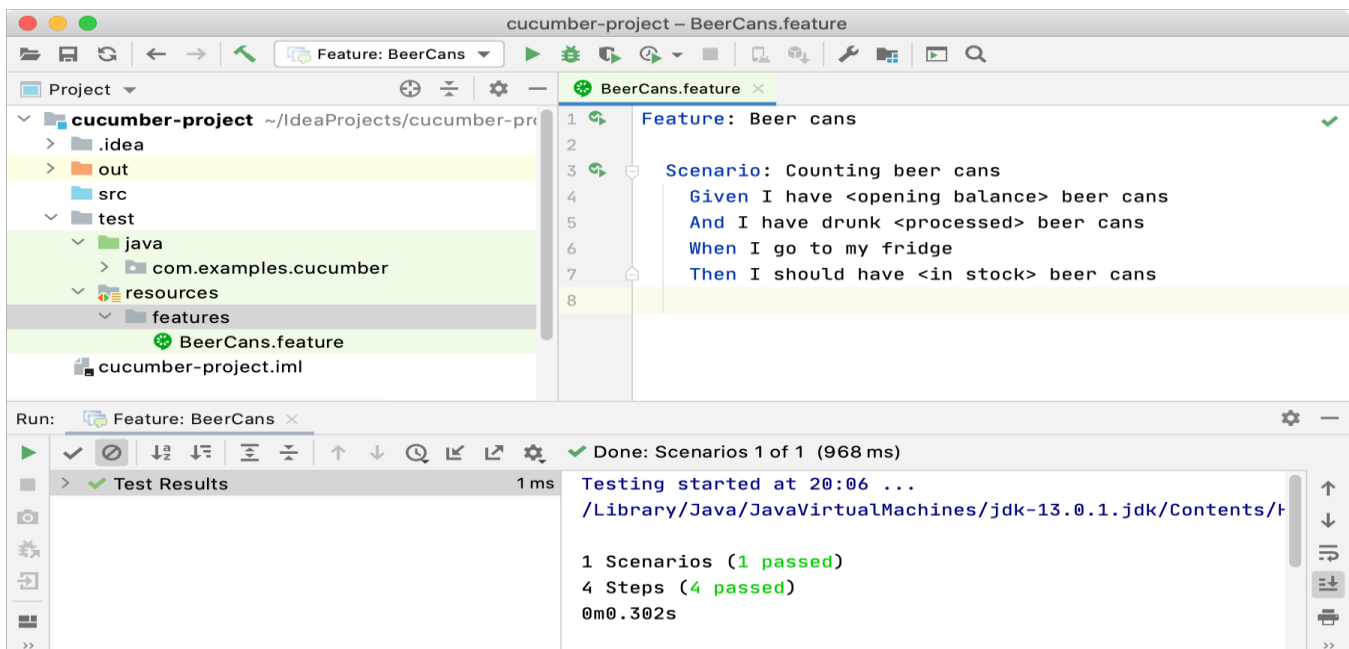 cucumber-project – BeerCans.feature
Feature: BeerCans
Project
BeerCans.feature
cucumber-project ~/IdeaProjects/cucumber-pro
.idea
out
src
test
java
com.examples.cucumber
resources
features
BeerCans.feature
cucumber-project.iml
1 Feature: Beer cans
2
3 Scenario: Counting beer cans
4 Given I have <opening balance> beer cans
5 And I have drunk <processed> beer cans
6 When I go to my fridge
7 Then I should have <in stock> beer cans
8
Run: Feature: BeerCans
Done: Scenarios 1 of 1 (968 ms)
Test Results 1 ms
Testing started at 20:06 ...
/Library/Java/JavaVirtualMachines/jdk-13.0.1.jdk/Contents/H
1 Scenarios (1 passed)
4 Steps (4 passed)
0m0.302s